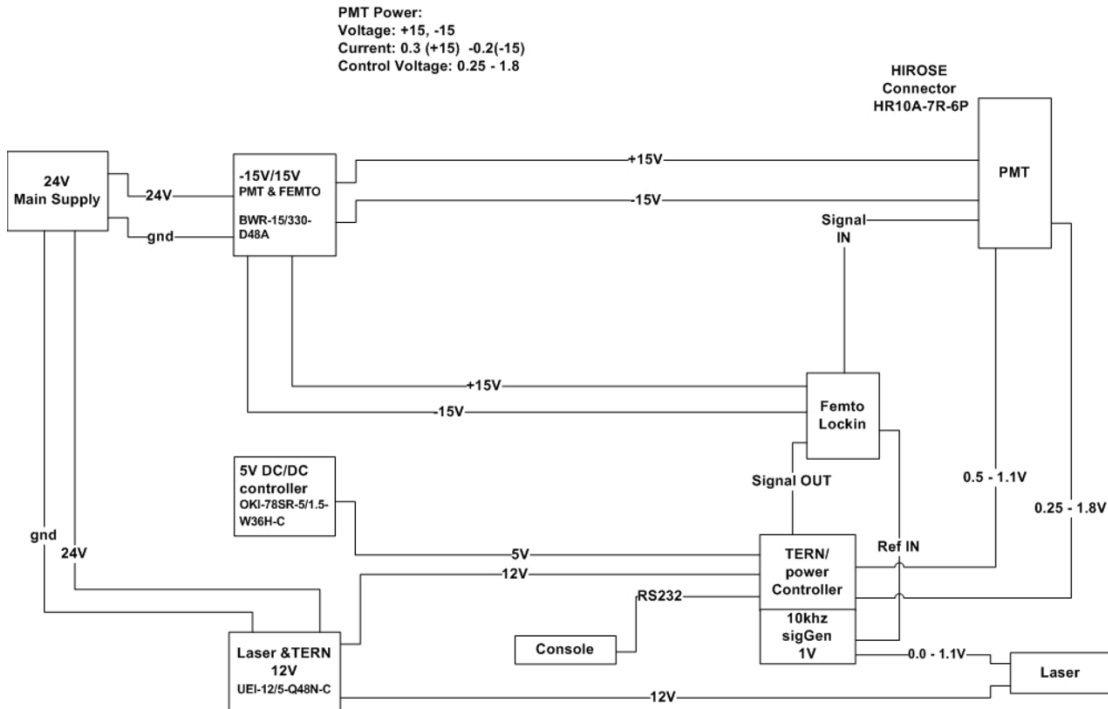 PMT Power:
Voltage: +15, -15
Current: 0.3 (+15)  -0.2(-15)
Control Voltage: 0.25 - 1.8
HIROSE
Connector
HR10A-7R-6P
24V
Main Supply
24V
gnd
-15V/15V
PMT & FEMTO
BWR-15/330-
D48A
+15V
-15V
PMT
Signal
IN
+15V
-15V
Femto
Lockin
5V DC/DC
controller
OKI-78SR-5/1.5-
W36H-C
Signal OUT
0.5 - 1.1V
0.25 - 1.8V
gnd
24V
5V
12V
RS232
Ref IN
TERN/
power
Controller
10khz
sigGen
1V
Console
Laser &TERN
12V
UEI-12/5-Q48N-C
0.0 - 1.1V
12V
Laser